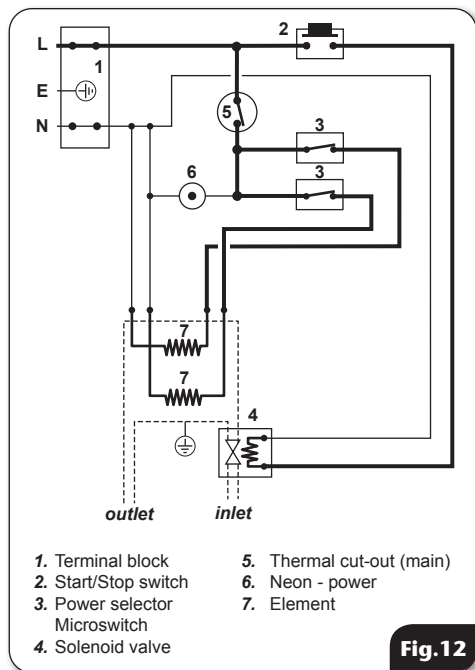 L
E
N
1
2
5
3
3
6
7
7
4
outlet
inlet
1. Terminal block
2. Start/Stop switch
3. Power selector
Microswitch
4. Solenoid valve
5. Thermal cut-out (main)
6. Neon - power
7. Element
Fig.12